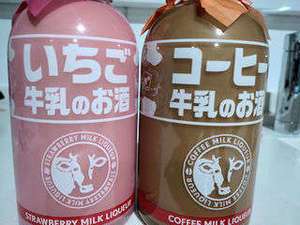 いちご
牛乳のお酒
STRAWBERRY MILK LIQUEUR
STRAWBERRY MILK LIQUEUR
コーヒー
牛乳のお酒
COFFEE MILK LIQUEUR
COFFEE MILK LIQUEUR